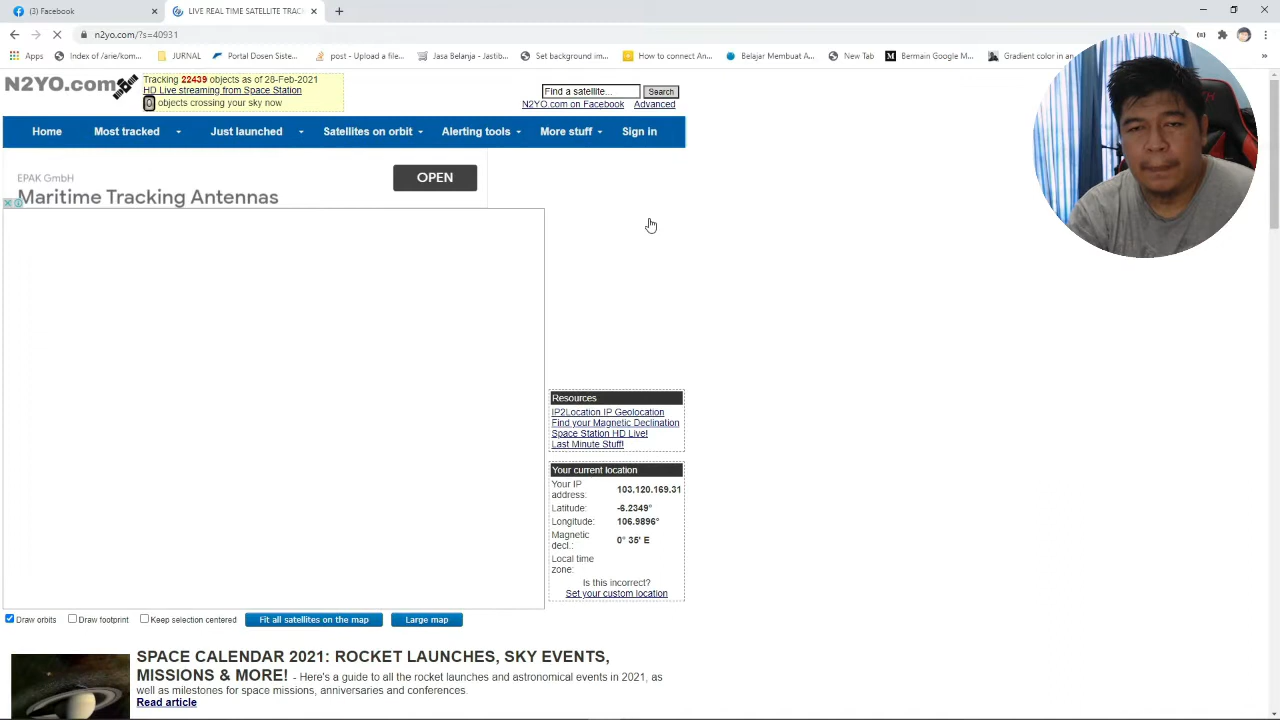 (3) Facebook
LIVE REAL TIME SATELLITE TRAC
n2yo.com/?s=40931
Apps
Index of /arie/kom...
JURNAL
Portal Dosen Siste...
post - Upload a file...
Jasa Belanja - Jastib...
Set background im...
How to connect An...
Belajar Membuat A...
New Tab
Bermain Google M...
Gradient color in an
N2YO.com
Tracking 22439 objects as of 28-Feb-2021
HD Live streaming from Space Station
0 objects crossing your sky now
Find a satellite...
Search
N2YO.com on Facebook
Advanced
Home
Most tracked
Just launched
Satellites on orbit
Alerting tools
More stuff
Sign in
EPAK GmbH
Maritime Tracking Antennas
OPEN
Resources
IP2Location IP Geolocation
Find your Magnetic Declination
Space Station HD Live!
Last Minute Stuff!
Your current location
Your IP address: 103.120.169.31
Latitude: -6.2349°
Longitude: 106.9896°
Magnetic decl.: 0° 35' E
Local time zone:
Is this incorrect?
Set your custom location
Draw orbits
Draw footprint
Keep selection centered
Fit all satellites on the map
Large map
SPACE CALENDAR 2021: ROCKET LAUNCHES, SKY EVENTS,
MISSIONS & MORE! - Here's a guide to all the rocket launches and astronomical events in 2021, as
well as milestones for space missions, anniversaries and conferences.
Read article